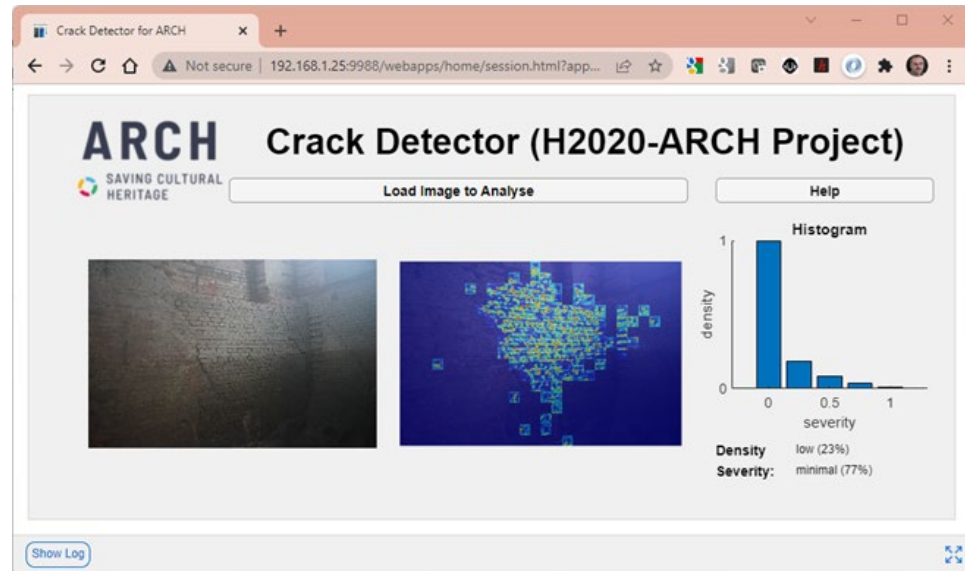 Crack Detector for ARCH
Not secure | 192.168.1.25:9988/webapps/home/session.html?app...
ARCH
SAVING CULTURAL
HERITAGE
Crack Detector (H2020-ARCH Project)
Load Image to Analyse
Help
Histogram
1
density
0
0 0.5 1
severity
Density low (23%)
Severity: minimal (77%)
Show Log